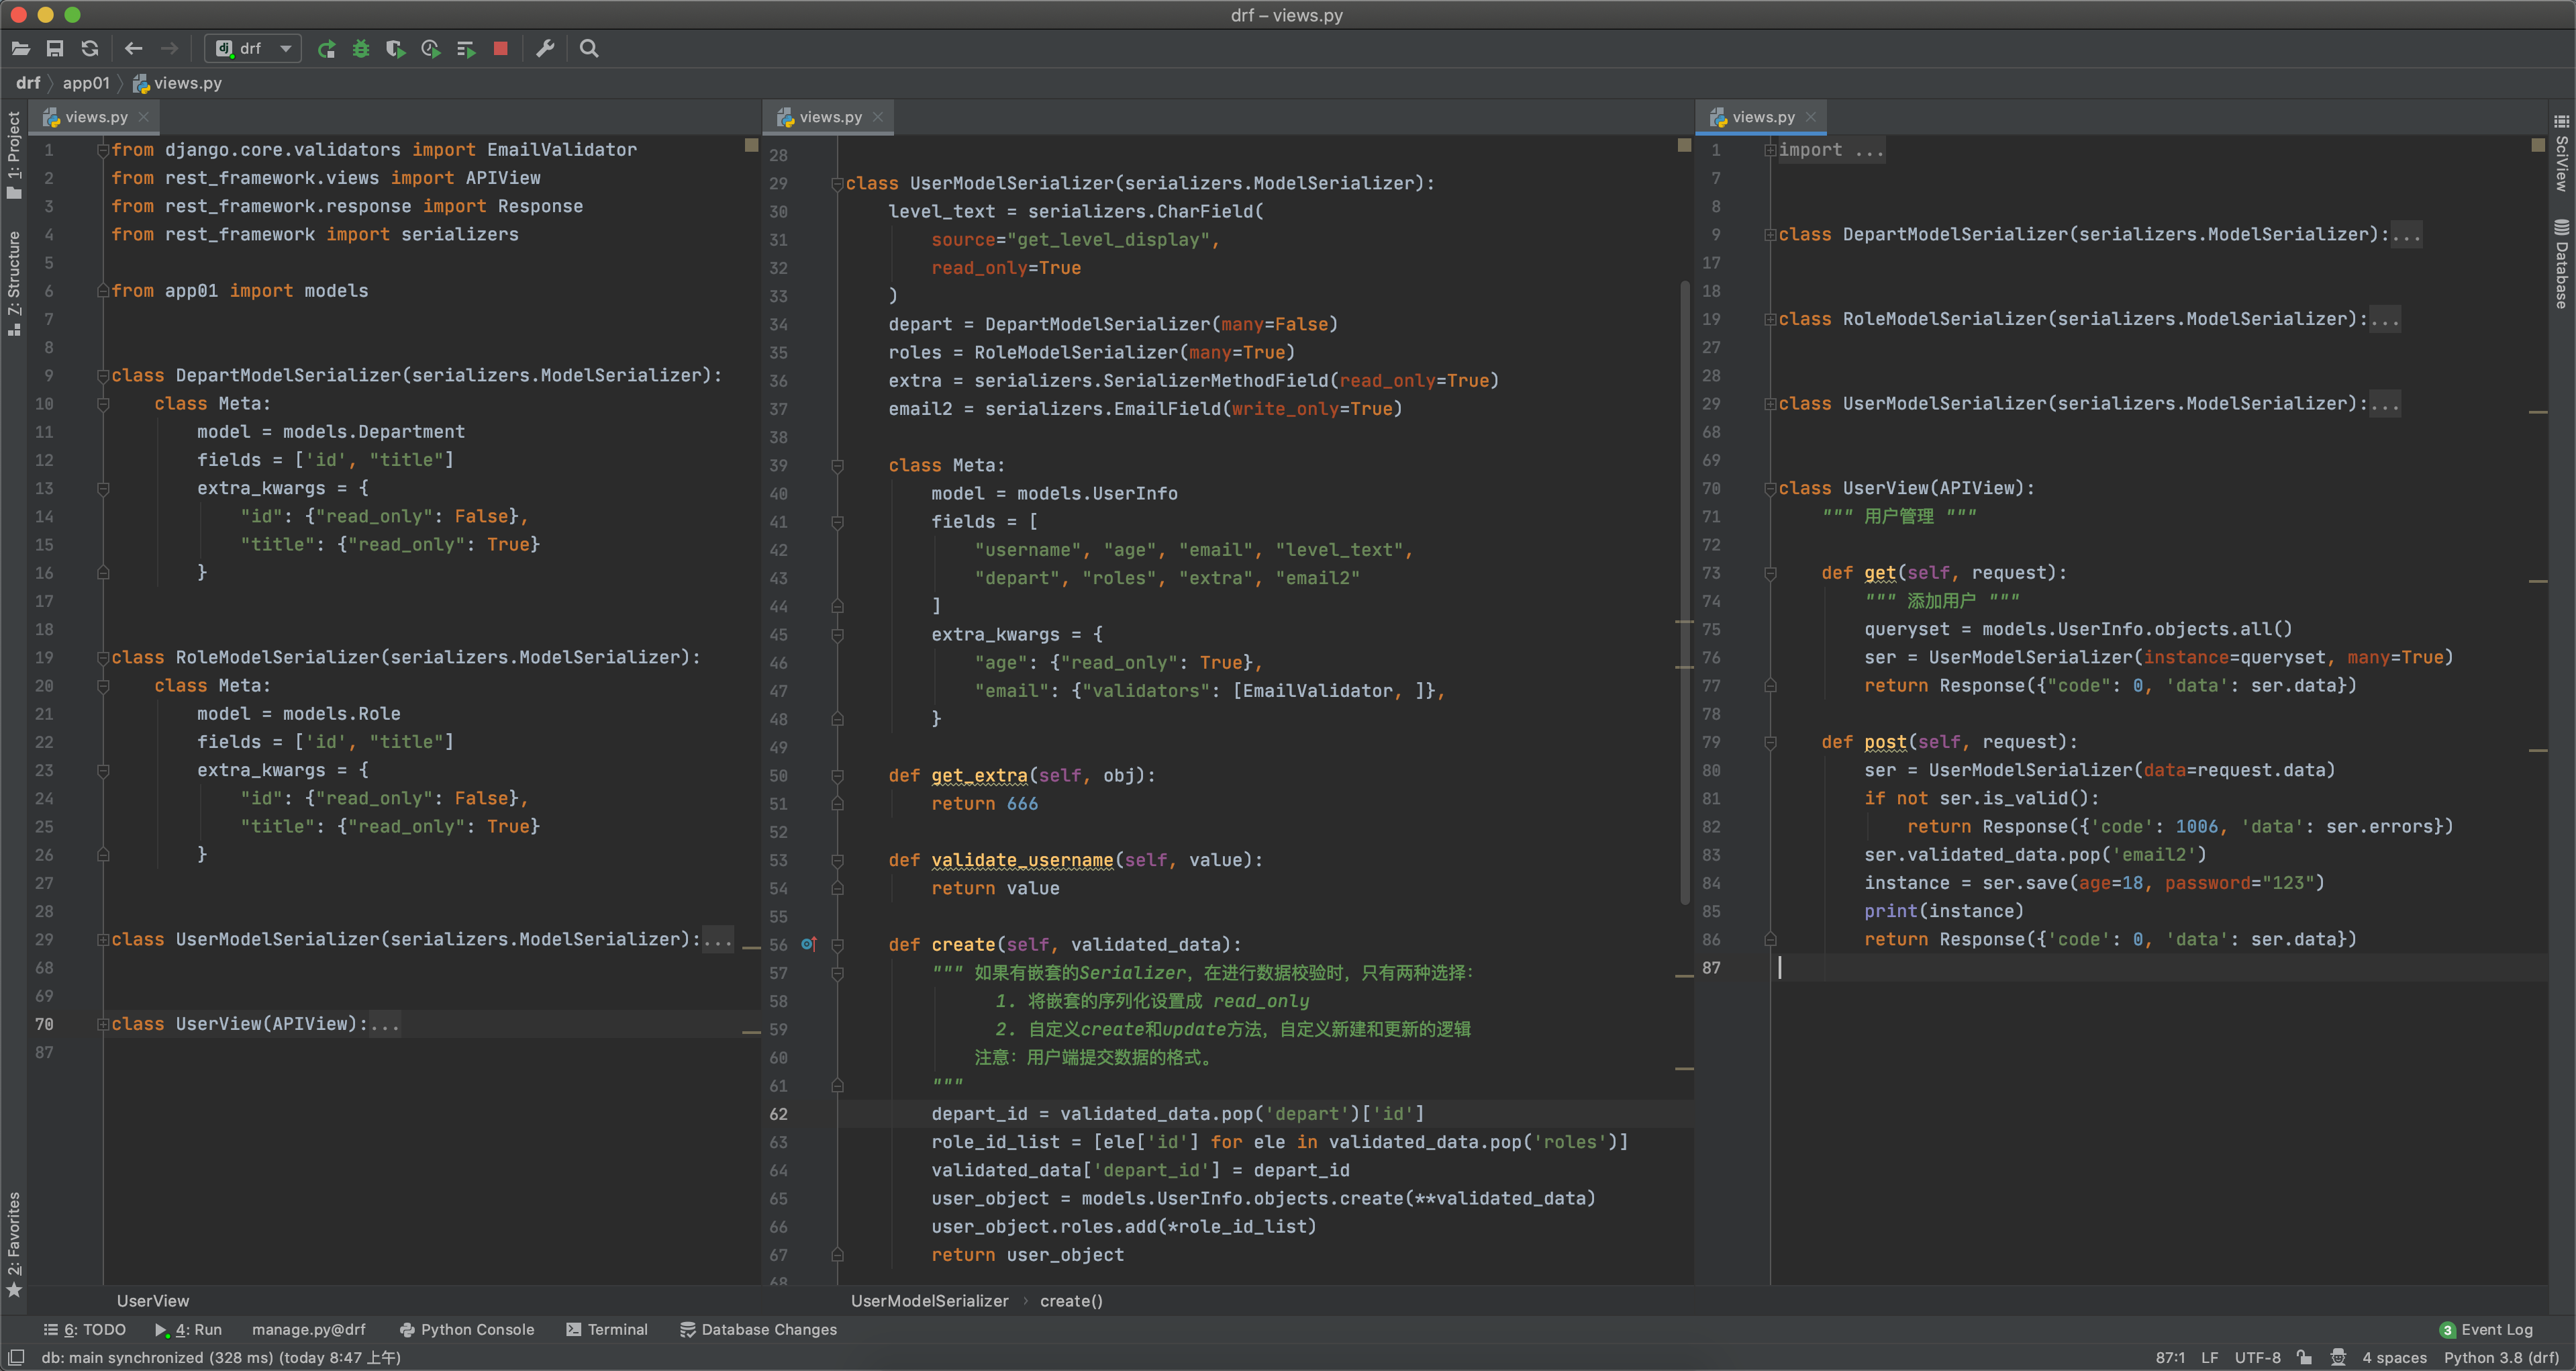 drf – views.py
drf
drf
app01
views.py
1: Project
Z: Structure
2: Favorites
views.py
1 from django.core.validators import EmailValidator
2 from rest_framework.views import APIView
3 from rest_framework.response import Response
4 from rest_framework import serializers
5
6 from app01 import models
7
8
9 class DepartModelSerializer(serializers.ModelSerializer):
10     class Meta:
11         model = models.Department
12         fields = ['id', "title"]
13         extra_kwargs = {
14             "id": {"read_only": False},
15             "title": {"read_only": True}
16         }
17
18
19 class RoleModelSerializer(serializers.ModelSerializer):
20     class Meta:
21         model = models.Role
22         fields = ['id', "title"]
23         extra_kwargs = {
24             "id": {"read_only": False},
25             "title": {"read_only": True}
26         }
27
28
29 class UserModelSerializer(serializers.ModelSerializer):...
68
69
70 class UserView(APIView):...
87
UserView
views.py
28
29 class UserModelSerializer(serializers.ModelSerializer):
30     level_text = serializers.CharField(
31         source="get_level_display",
32         read_only=True
33     )
34     depart = DepartModelSerializer(many=False)
35     roles = RoleModelSerializer(many=True)
36     extra = serializers.SerializerMethodField(read_only=True)
37     email2 = serializers.EmailField(write_only=True)
38
39     class Meta:
40         model = models.UserInfo
41         fields = [
42             "username", "age", "email", "level_text",
43             "depart", "roles", "extra", "email2"
44         ]
45         extra_kwargs = {
46             "age": {"read_only": True},
47             "email": {"validators": [EmailValidator, ]},
48         }
49
50     def get_extra(self, obj):
51         return 666
52
53     def validate_username(self, value):
54         return value
55
56     def create(self, validated_data):
57         """ 如果有嵌套的Serializer，在进行数据校验时，只有两种选择：
58               1. 将嵌套的序列化设置成 read_only
59               2. 自定义create和update方法，自定义新建和更新的逻辑
60             注意：用户端提交数据的格式。
61         """
62         depart_id = validated_data.pop('depart')['id']
63         role_id_list = [ele['id'] for ele in validated_data.pop('roles')]
64         validated_data['depart_id'] = depart_id
65         user_object = models.UserInfo.objects.create(**validated_data)
66         user_object.roles.add(*role_id_list)
67         return user_object
68
UserModelSerializer › create()
views.py
1 import ...
7
8
9 class DepartModelSerializer(serializers.ModelSerializer):...
17
18
19 class RoleModelSerializer(serializers.ModelSerializer):...
27
28
29 class UserModelSerializer(serializers.ModelSerializer):...
68
69
70 class UserView(APIView):
71     """ 用户管理 """
72
73     def get(self, request):
74         """ 添加用户 """
75         queryset = models.UserInfo.objects.all()
76         ser = UserModelSerializer(instance=queryset, many=True)
77         return Response({"code": 0, 'data': ser.data})
78
79     def post(self, request):
80         ser = UserModelSerializer(data=request.data)
81         if not ser.is_valid():
82             return Response({'code': 1006, 'data': ser.errors})
83         ser.validated_data.pop('email2')
84         instance = ser.save(age=18, password="123")
85         print(instance)
86         return Response({'code': 0, 'data': ser.data})
87
SciView
Database
6: TODO
4: Run
manage.py@drf
Python Console
Terminal
Database Changes
3 Event Log
db: main synchronized (328 ms) (today 8:47 上午)
87:1
LF
UTF-8
4 spaces
Python 3.8 (drf)